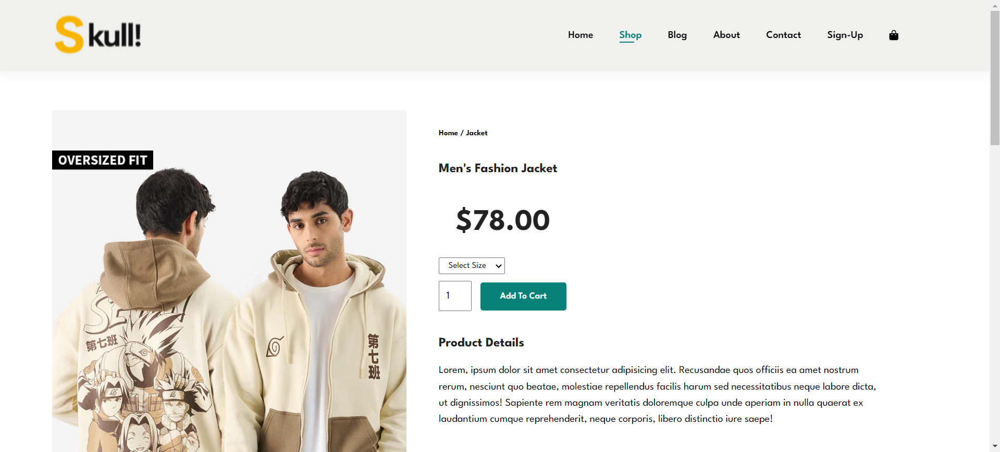 Skull!
Home Shop Blog About Contact Sign-Up
OVERSIZED FIT
Home / Jacket
Men's Fashion Jacket
$78.00
Select Size
1
Add To Cart
第七班
第七班
Product Details
Lorem, ipsum dolor sit amet consectetur adipisicing elit. Recusandae quos officiis ea amet nostrum
rerum, nesciunt quo beatae, molestiae repellendus facilis harum sed necessitatibus neque labore dicta,
ut dignissimos! Sapiente rem magnam veritatis doloremque culpa unde aperiam in nulla quaerat ex
laudantium cumque reprehenderit, neque corporis, libero distinctio iure saepe!